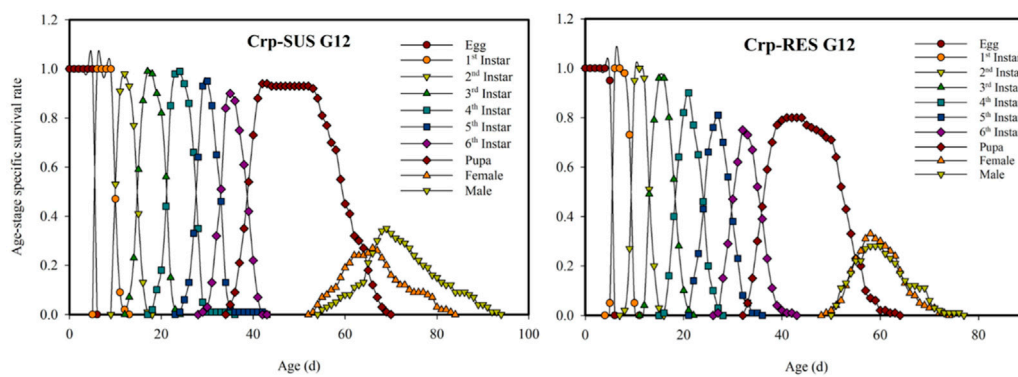 Crp-SUS G12
Age-stage specific survival rate
1.2
1.0
0.8
0.6
0.4
0.2
0.0
Egg
1st Instar
2nd Instar
3rd Instar
4th Instar
5th Instar
6th Instar
Pupa
Female
Male
0 20 40 60 80 100
Age (d)
Crp-RES G12
1.2
1.0
0.8
0.6
0.4
0.2
0.0
Egg
1st Instar
2nd Instar
3rd Instar
4th Instar
5th Instar
6th Instar
Pupa
Female
Male
0 20 40 60 80
Age (d)